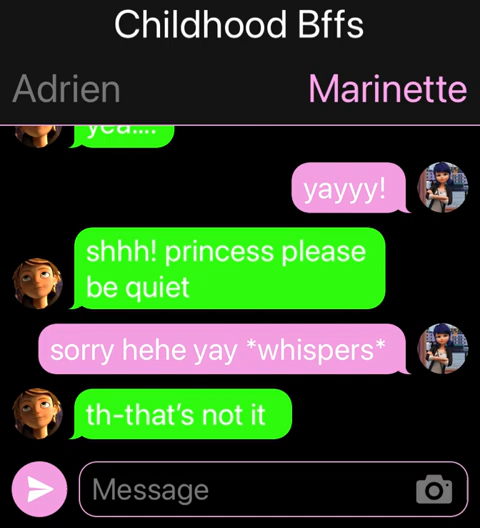 Childhood Bffs
Adrien Marinette
yea....
yayyy!
shhh! princess please
be quiet
sorry hehe yay *whispers*
th-that's not it
Message